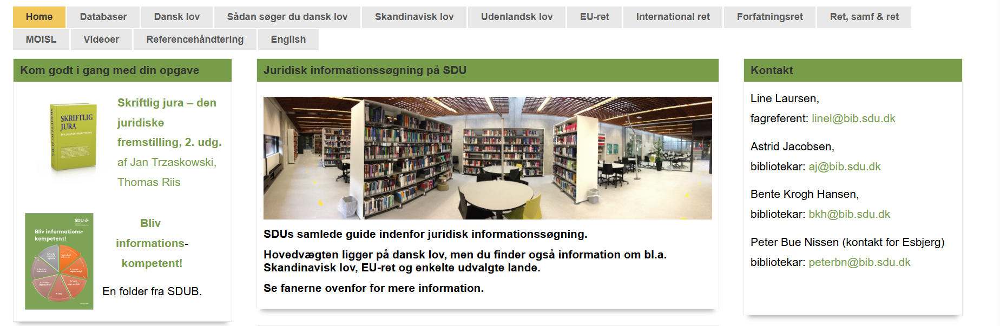 Home
Databaser
Dansk lov
Sådan søger du dansk lov
Skandinavisk lov
Udenlandsk lov
EU-ret
International ret
Forfatningsret
Ret, samf & ret
MOISL
Videoer
Referencehåndtering
English
Kom godt i gang med din opgave
SKRIFTLIG
JURA
SKRIFTLIG JURA
Skriftlig jura – den
juridiske
fremstilling, 2. udg.
af Jan Trzaskowski,
Thomas Riis
SDU
Bliv informations-
kompetent!
Bliv
informations-
kompetent!
En folder fra SDUB.
Juridisk informationssøgning på SDU
SDUs samlede guide indenfor juridisk informationssøgning.
Hovedvægten ligger på dansk lov, men du finder også information om bl.a.
Skandinavisk lov, EU-ret og enkelte udvalgte lande.
Se fanerne ovenfor for mere information.
Kontakt
Line Laursen,
fagreferent: linel@bib.sdu.dk
Astrid Jacobsen,
bibliotekar: aj@bib.sdu.dk
Bente Krogh Hansen,
bibliotekar: bkh@bib.sdu.dk
Peter Bue Nissen (kontakt for Esbjerg)
bibliotekar: peterbn@bib.sdu.dk